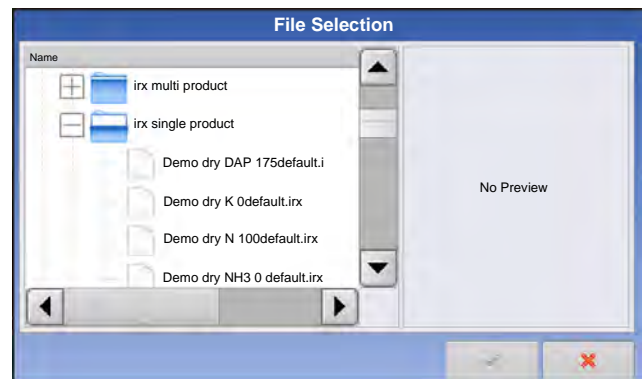 File Selection
Name
irx multi product
irx single product
Demo dry DAP 175default.i
Demo dry K 0default.irx
Demo dry N 100default.irx
Demo dry NH3 0 default.irx
No Preview